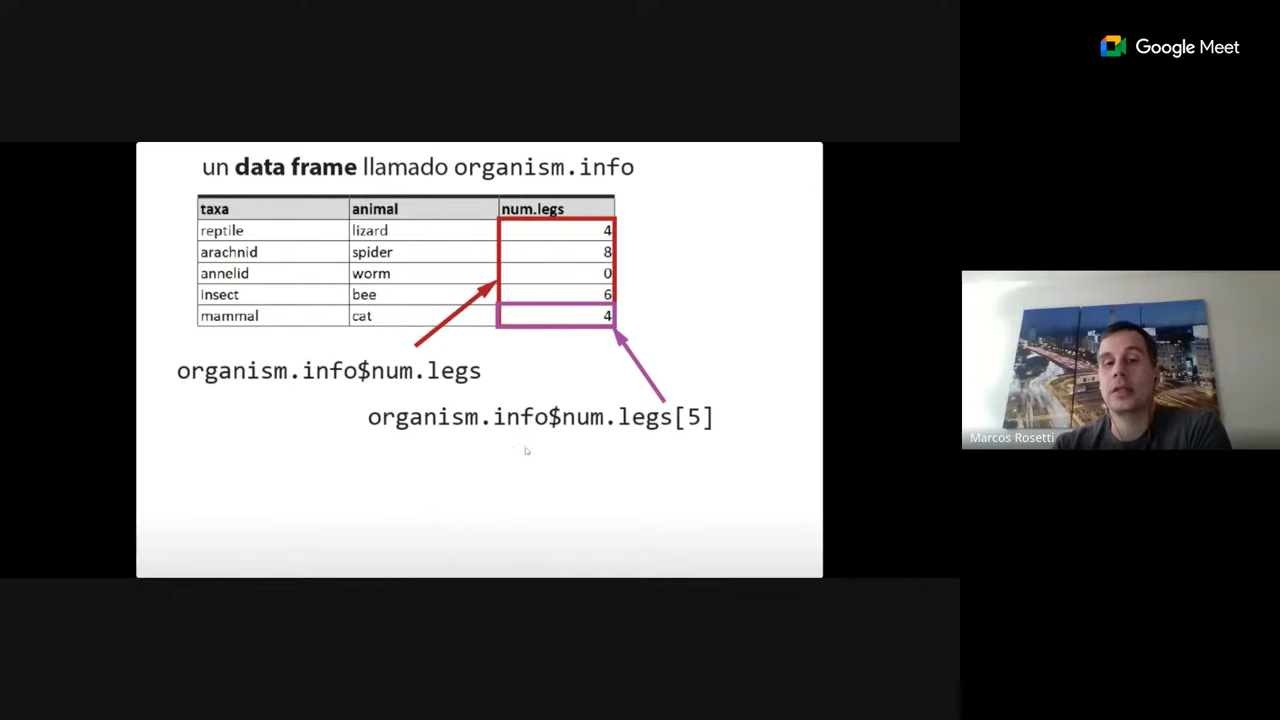 Google Meet
un data frame llamado organism.info
taxa animal num.legs
reptile lizard 4
arachnid spider 8
annelid worm 0
insect bee 6
mammal cat 4
organism.info$num.legs
organism.info$num.legs[5]
Marcos Rosetti